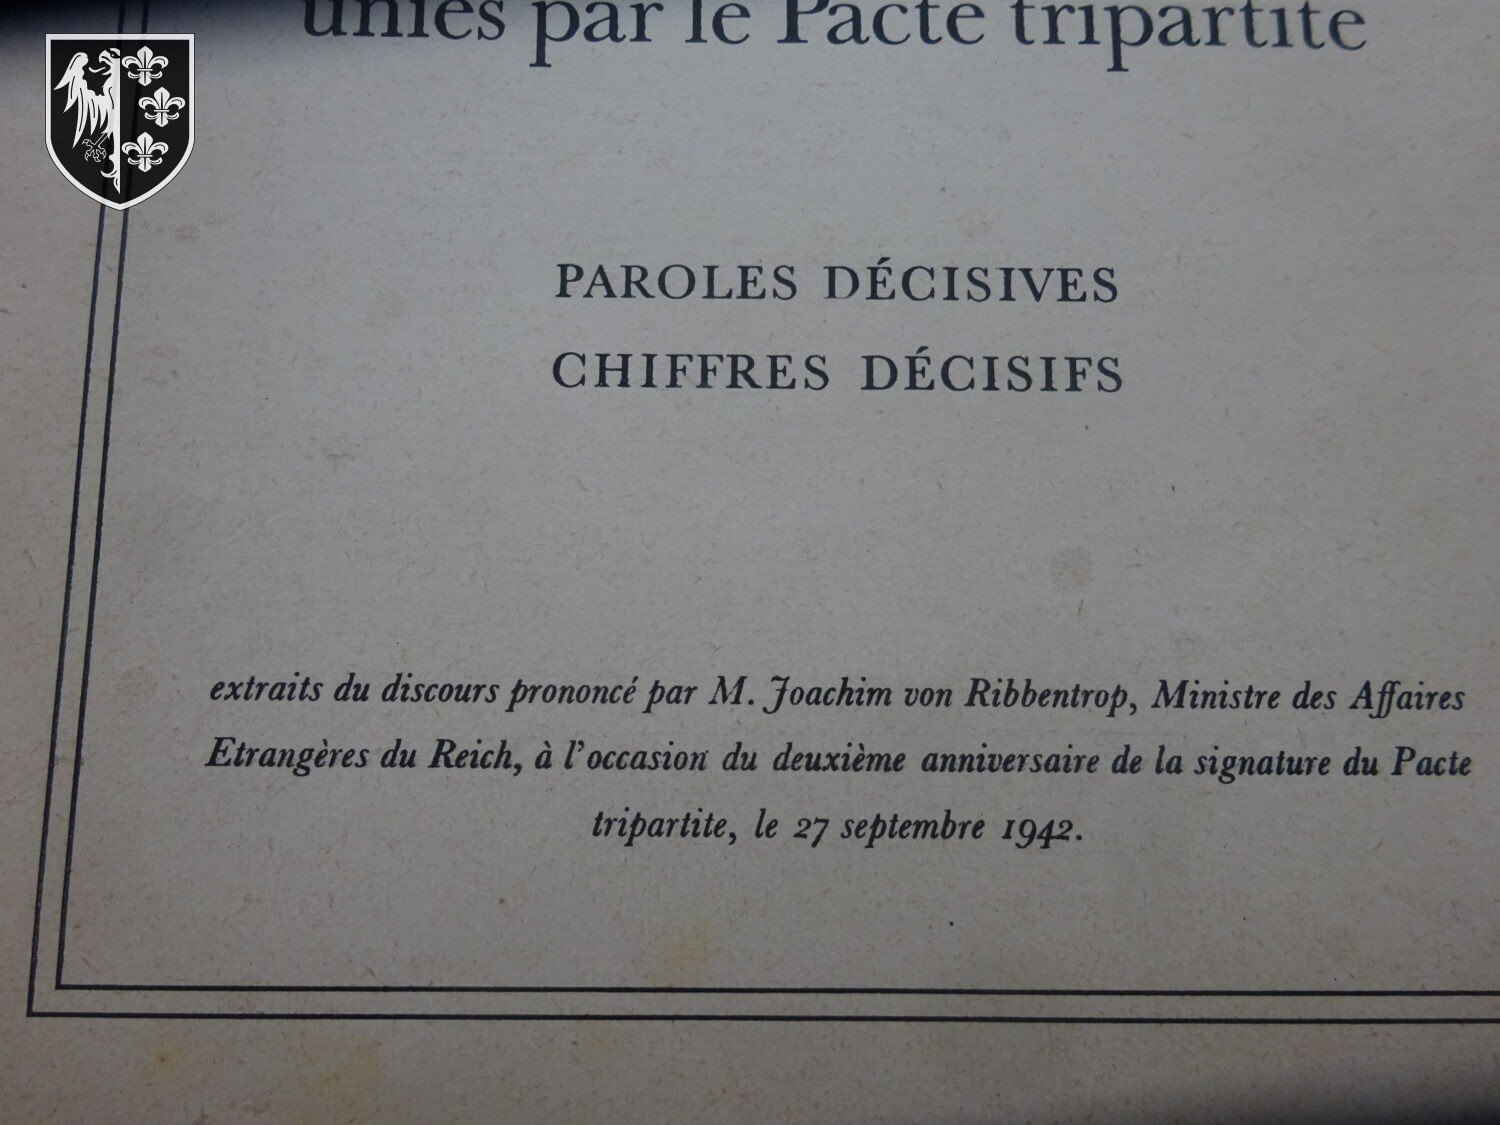 unies par le Pacte tripartite
PAROLES DÉCISIVES
CHIFFRES DÉCISIFS
extraits du discours prononcé par M. Joachim von Ribbentrop, Ministre des Affaires
Etrangères du Reich, à l'occasion du deuxième anniversaire de la signature du Pacte
tripartite, le 27 septembre 1942.